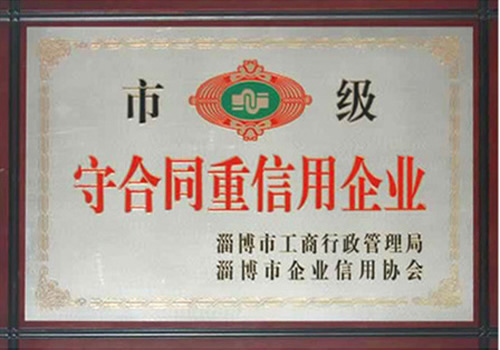 市级
守合同重信用企业
淄博市工商行政管理局
淄博市企业信用协会